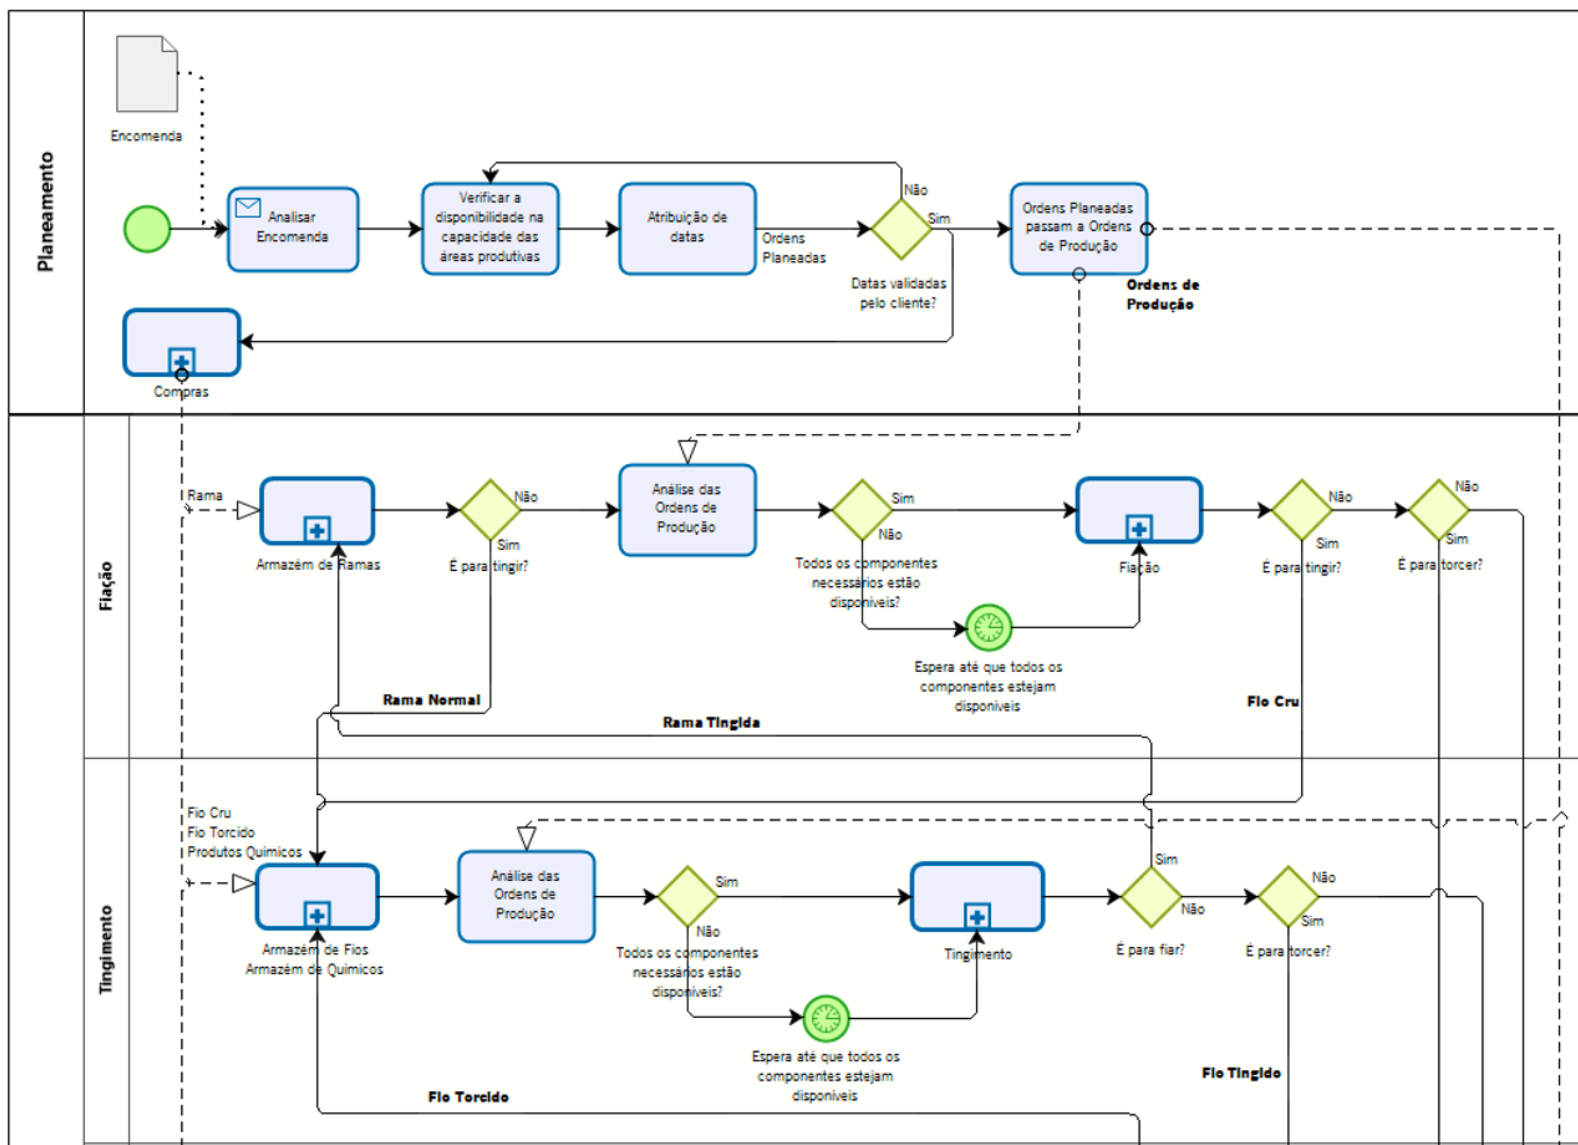 Planeamento
Encomenda
Analisar
Encomenda
Verificar a
disponibilidade na
capacidade das
áreas produtivas
Atribuição de
datas
Ordens
Planeadas
Não
Sim
Datas validadas
pelo cliente?
Ordens Planeadas
passam a Ordens
de Produção
Ordens de
Produção
Compras
Fiação
Rama
Armazém de Ramas
Não
Sim
É para tingir?
Análise das
Ordens de
Produção
Sim
Não
Todos os componentes
necessários estão
disponíveis?
Espera até que todos os
componentes estejam
disponíveis
Fiação
Não
Sim
É para tingir?
Não
Sim
É para torcer?
Rama Normal
Rama Tingida
Fio Cru
Tingimento
Fio Cru
Fio Torcido
Produtos Quimicos
Armazém de Fios
Armazém de Quimicos
Análise das
Ordens de
Produção
Sim
Não
Todos os componentes
necessários estão
disponíveis?
Espera até que todos os
componentes estejam
disponíveis
Tingimento
Sim
Não
É para fiar?
Não
Sim
É para torcer?
Fio Torcido
Fio Tingido